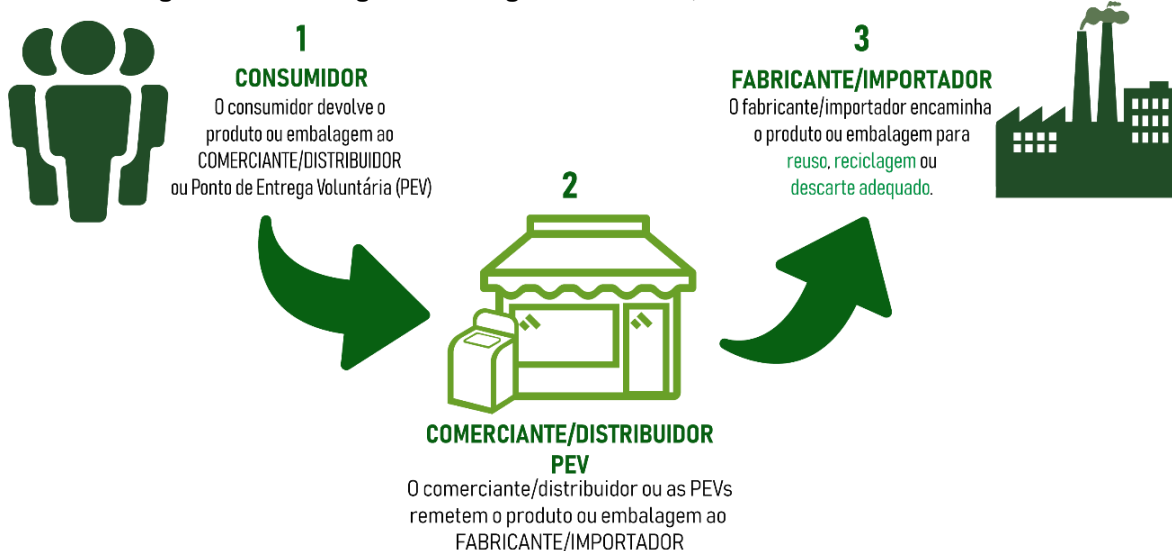 1
CONSUMIDOR
O consumidor devolve o
produto ou embalagem ao
COMERCIANTE/DISTRIBUIDOR
ou Ponto de Entrega Voluntária (PEV)
2
COMERCIANTE/DISTRIBUIDOR
PEV
O comerciante/distribuidor ou as PEVs
remetem o produto ou embalagem ao
FABRICANTE/IMPORTADOR
3
FABRICANTE/IMPORTADOR
O fabricante/importador encaminha
o produto ou embalagem para
reuso, reciclagem ou
descarte adequado.